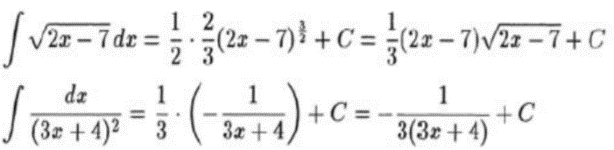 ∫ √(2x − 7) dx = 1/2 · 2/3 (2x − 7)^(3/2) + C = 1/3 (2x − 7)√(2x − 7) + C
∫ dx/(3x + 4)² = 1/3 · (− 1/(3x + 4)) + C = − 1/(3(3x + 4)) + C